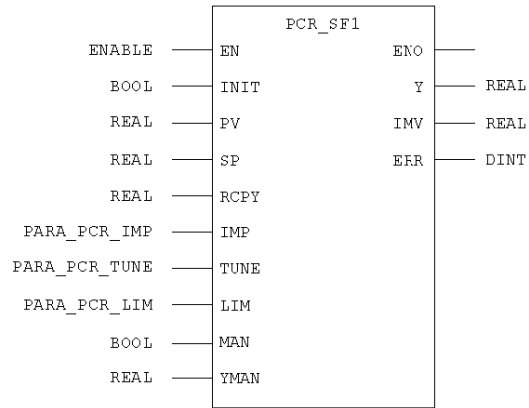 PCR_SF1
ENABLE EN ENO
BOOL INIT Y REAL
REAL PV IMV REAL
REAL SP ERR DINT
REAL RCPY
PARA_PCR_IMP IMP
PARA_PCR_TUNE TUNE
PARA_PCR_LIM LIM
BOOL MAN
REAL YMAN